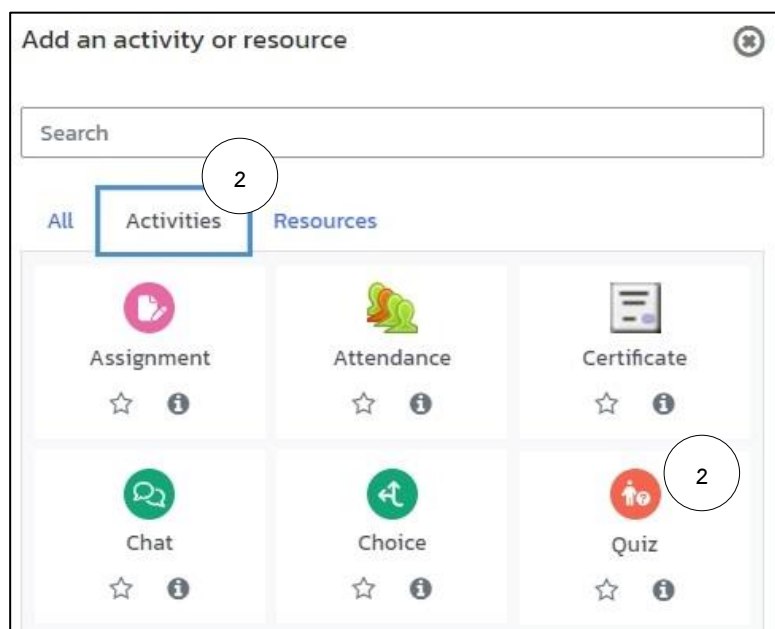 Add an activity or resource
Search
2
All Activities Resources
Assignment Attendance Certificate
2
Chat Choice Quiz